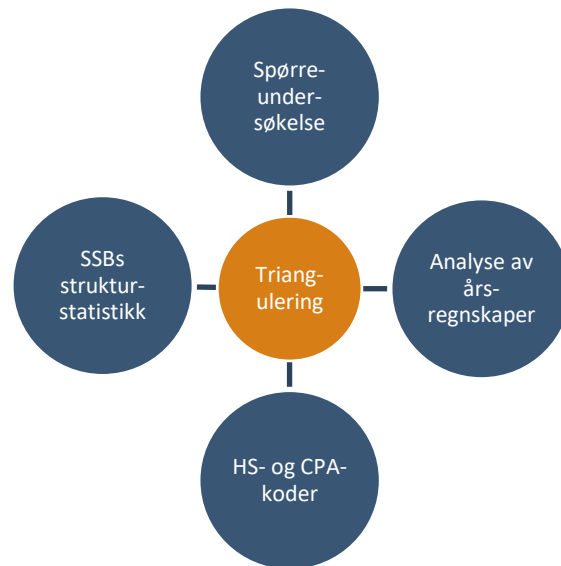 Spørre-
under-
søkelse
SSBs
struktur-
statistikk
Triang-
ulering
Analyse av
års-
regnskaper
HS- og CPA-
koder